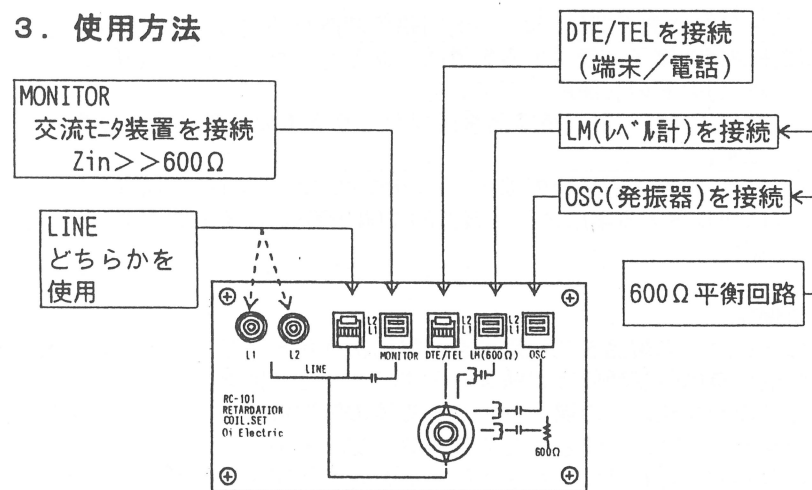 ３．使用方法
DTE/TELを接続
（端末／電話）
MONITOR
交流ﾓﾆﾀ装置を接続
Zin＞＞600Ω
LM(ﾚﾍﾞﾙ計)を接続
OSC(発振器)を接続
LINE
どちらかを
使用
600Ω平衡回路
L1
L2
LINE
L2
L1
MONITOR
DTE/TEL
L2
L1
LM(600Ω)
L2
L1
OSC
RC-101
RETARDATION
COIL.SET
Oi Electric
600Ω